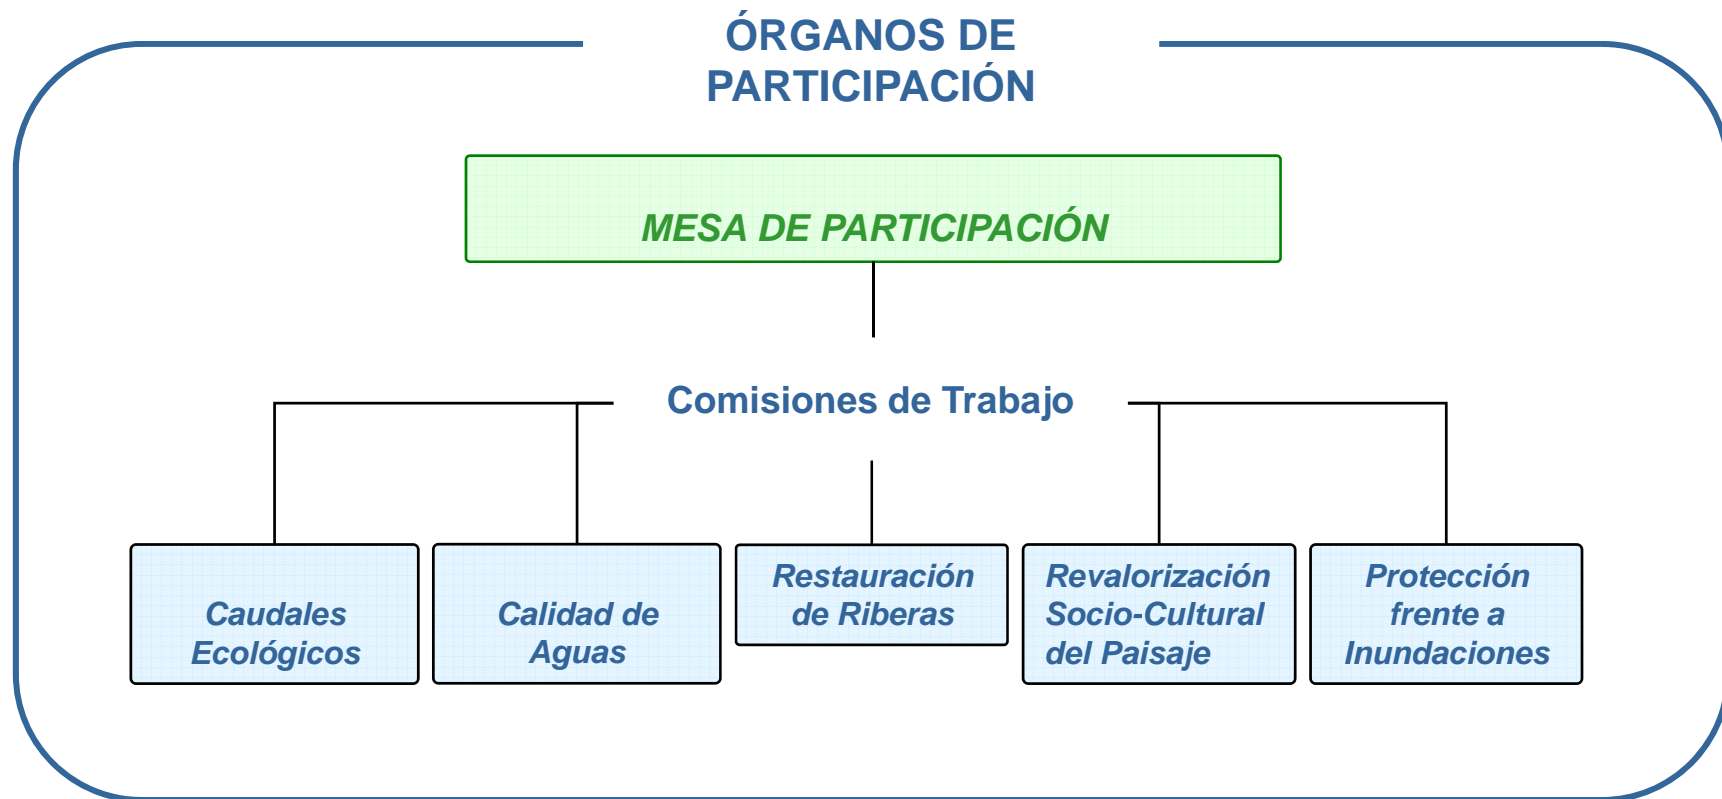 ÓRGANOS DE
PARTICIPACIÓN
MESA DE PARTICIPACIÓN
Comisiones de Trabajo
Caudales
Ecológicos
Calidad de
Aguas
Restauración
de Riberas
Revalorización
Socio-Cultural
del Paisaje
Protección
frente a
Inundaciones